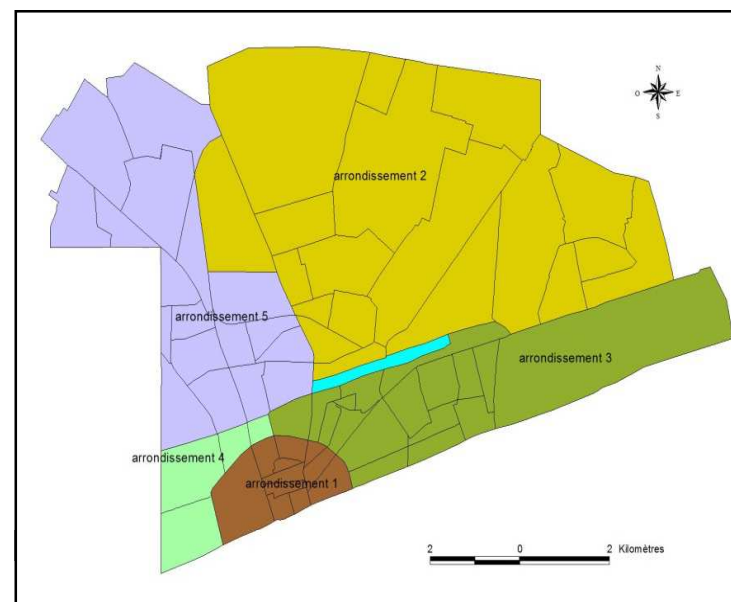 N
O E
S
arrondissement 2
arrondissement 5
arrondissement 3
arrondissement 4
arrondissement 1
2 0 2 Kilomètres